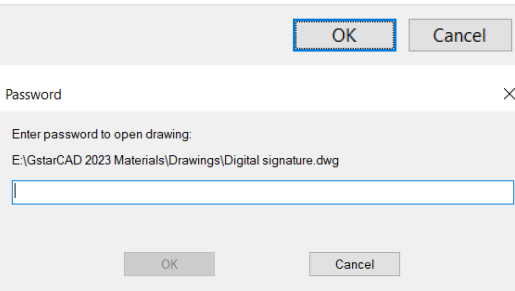 OK Cancel
Password
Enter password to open drawing:
E:\GstarCAD 2023 Materials\Drawings\Digital signature.dwg
OK Cancel